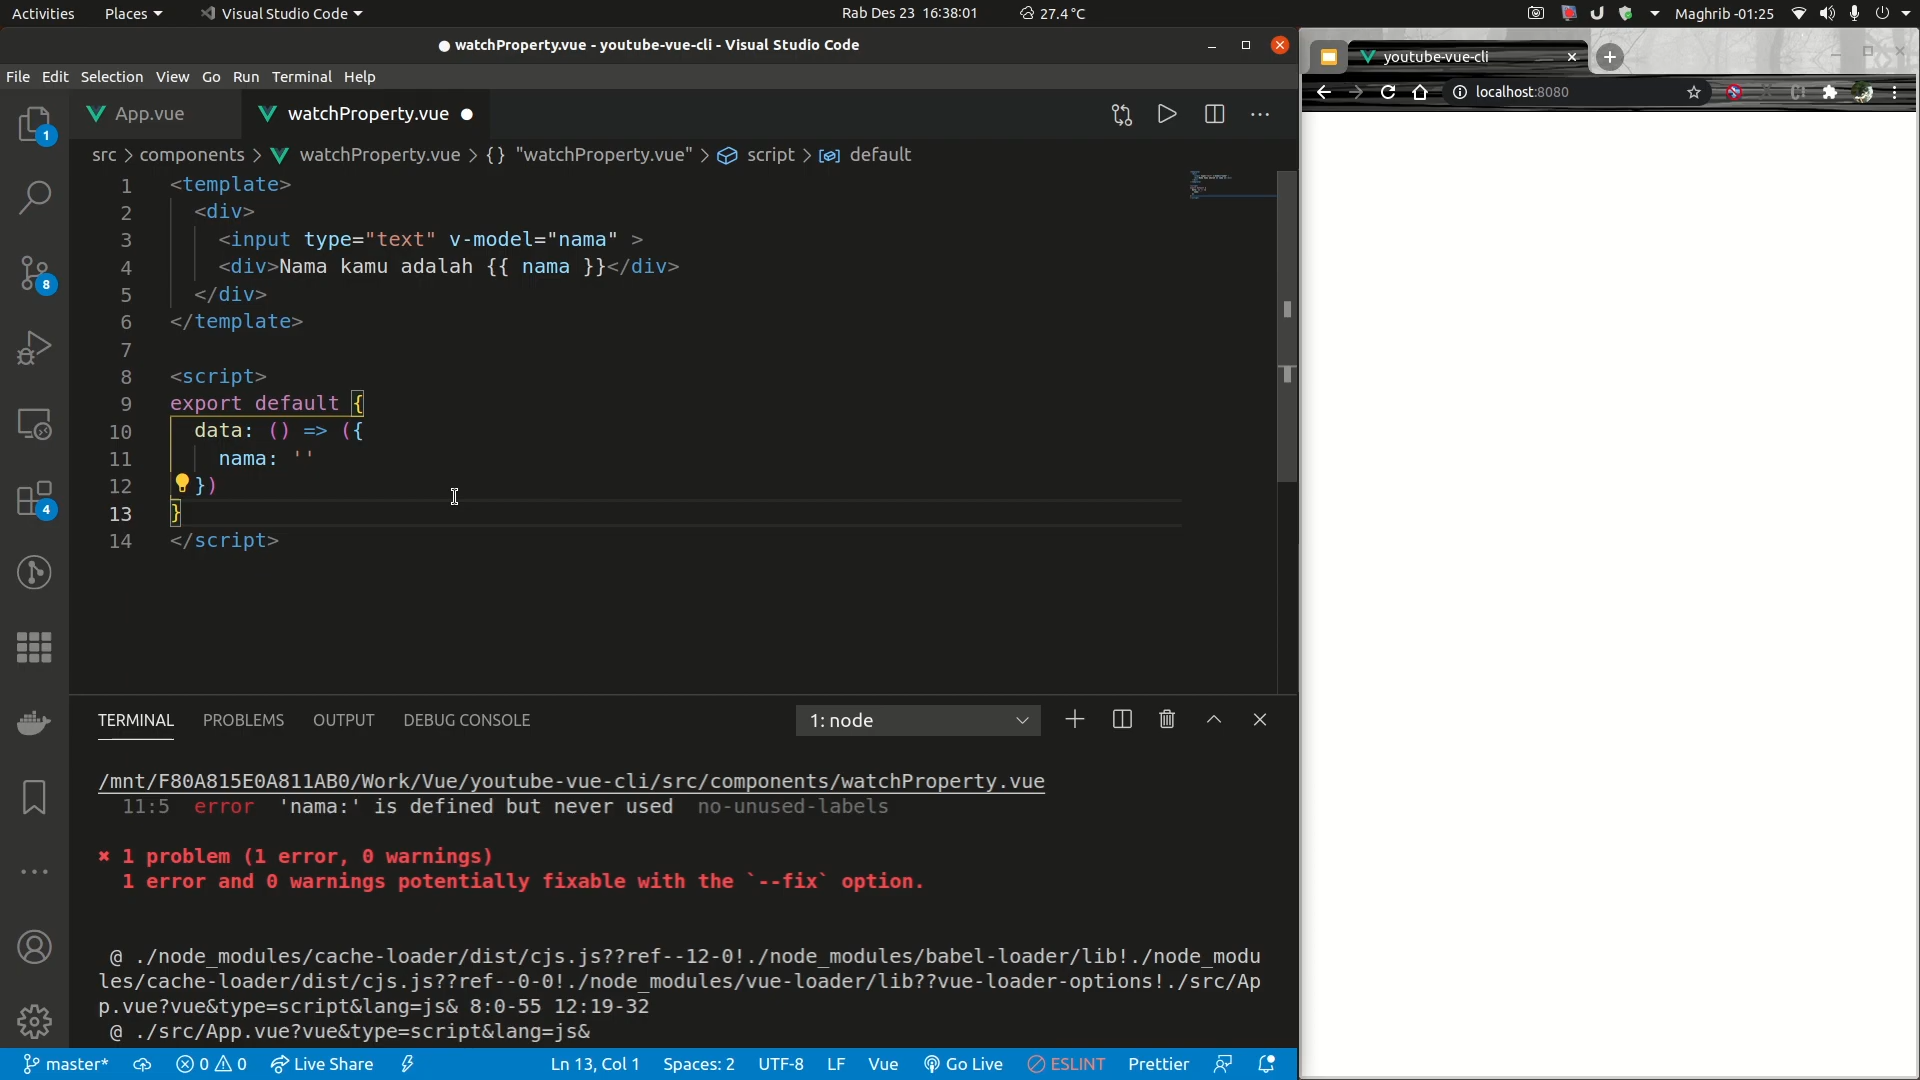 Activities Places Visual Studio Code Rab Des 23 16:38:01 27.4°C Maghrib -01:25
● watchProperty.vue - youtube-vue-cli - Visual Studio Code
File Edit Selection View Go Run Terminal Help
App.vue watchProperty.vue
src > components > watchProperty.vue > {} "watchProperty.vue" > script > default
1 <template>
2 <div>
3 <input type="text" v-model="nama" >
4 <div>Nama kamu adalah {{ nama }}</div>
5 </div>
6 </template>
7
8 <script>
9 export default {
10 data: () => ({
11 nama: ''
12 })
13 }
14 </script>
1
8
4
TERMINAL PROBLEMS OUTPUT DEBUG CONSOLE 1: node
/mnt/F80A815E0A811AB0/Work/Vue/youtube-vue-cli/src/components/watchProperty.vue
11:5 error 'nama:' is defined but never used no-unused-labels
✖ 1 problem (1 error, 0 warnings)
1 error and 0 warnings potentially fixable with the `--fix` option.
@ ./node_modules/cache-loader/dist/cjs.js??ref--12-0!./node_modules/babel-loader/lib!./node_modu
les/cache-loader/dist/cjs.js??ref--0-0!./node_modules/vue-loader/lib??vue-loader-options!./src/Ap
p.vue?vue&type=script&lang=js& 8:0-55 12:19-32
@ ./src/App.vue?vue&type=script&lang=js&
master* 0 0 Live Share Ln 13, Col 1 Spaces: 2 UTF-8 LF Vue Go Live ESLINT Prettier
youtube-vue-cli
localhost:8080